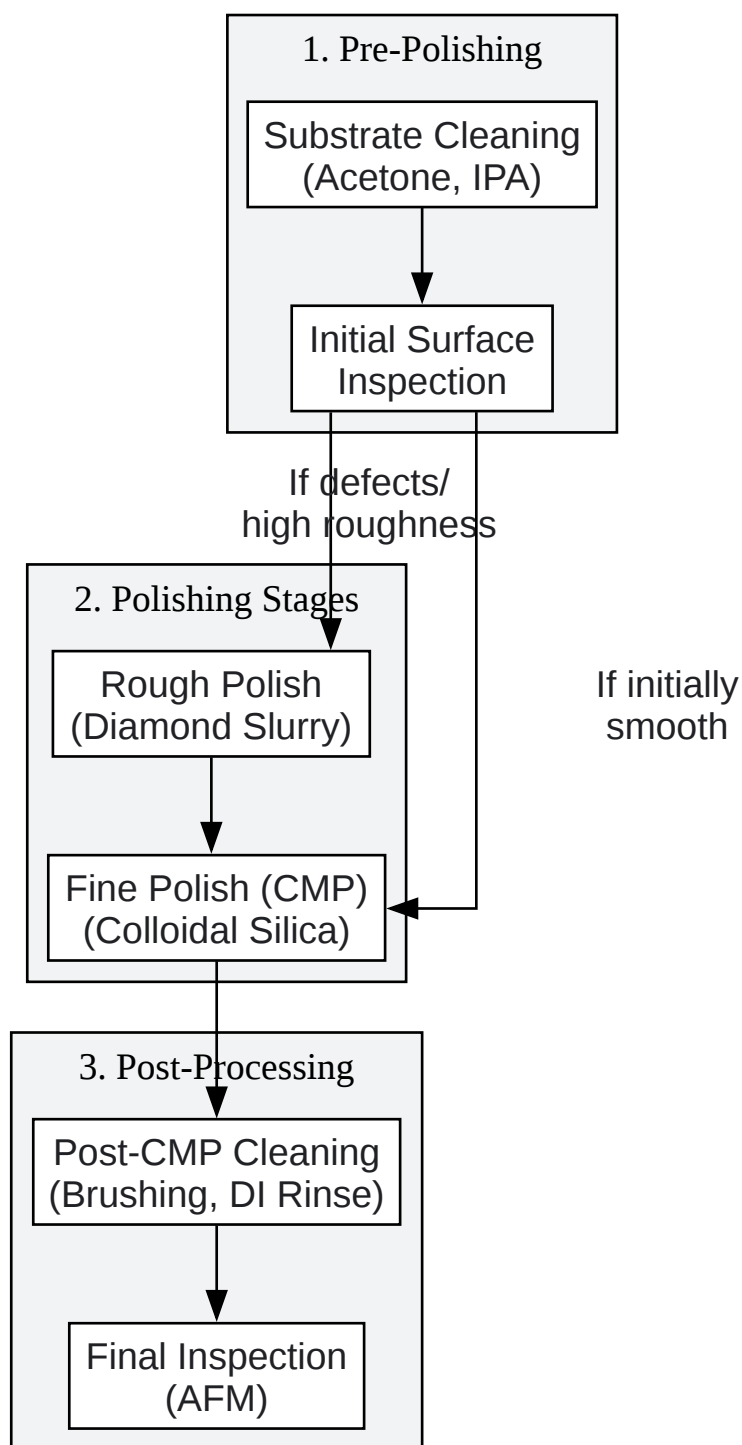 1. Pre-Polishing
Substrate Cleaning
(Acetone, IPA)
Initial Surface
Inspection
If defects/
high roughness
2. Polishing Stages
Rough Polish
(Diamond Slurry)
If initially
smooth
Fine Polish (CMP)
(Colloidal Silica)
3. Post-Processing
Post-CMP Cleaning
(Brushing, DI Rinse)
Final Inspection
(AFM)